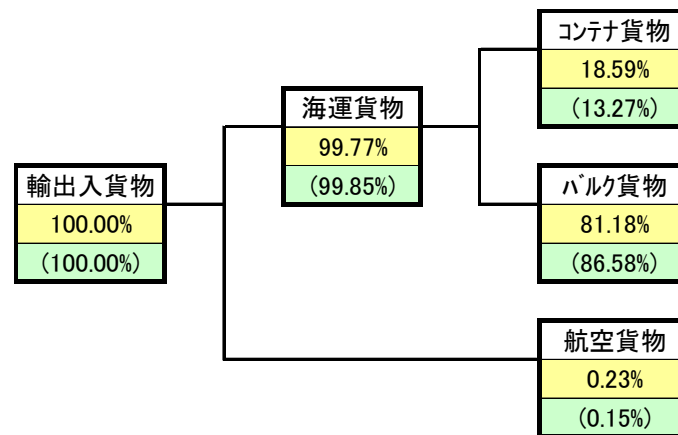 コンテナ貨物
18.59%
(13.27%)
海運貨物
99.77%
(99.85%)
輸出入貨物
100.00%
(100.00%)
バルク貨物
81.18%
(86.58%)
航空貨物
0.23%
(0.15%)